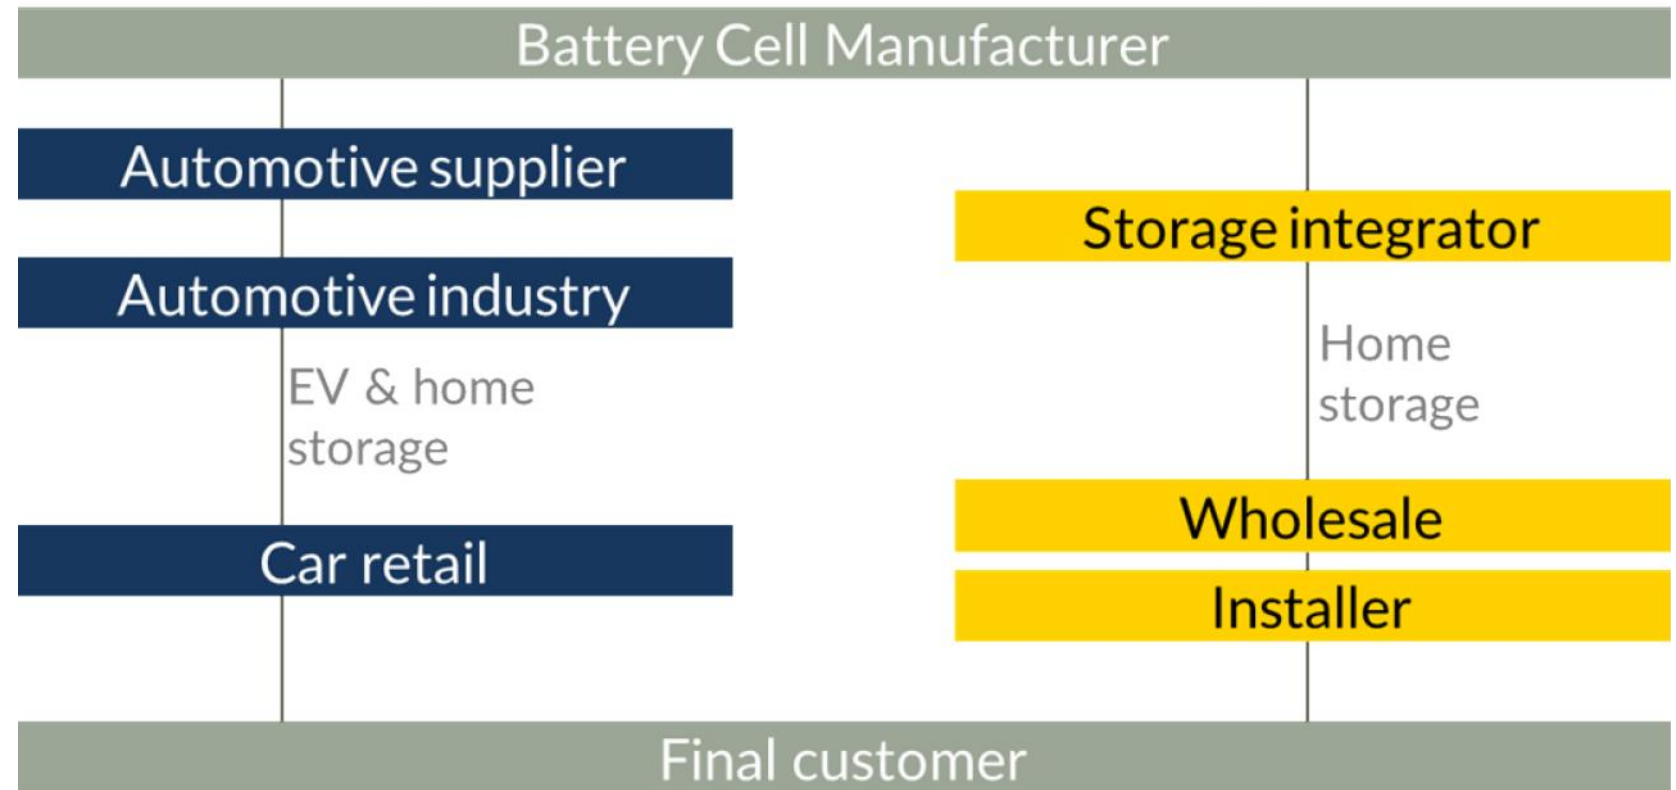 Battery Cell Manufacturer
Automotive supplier
Automotive industry
EV & home
storage
Car retail
Storage integrator
Home
storage
Wholesale
Installer
Final customer